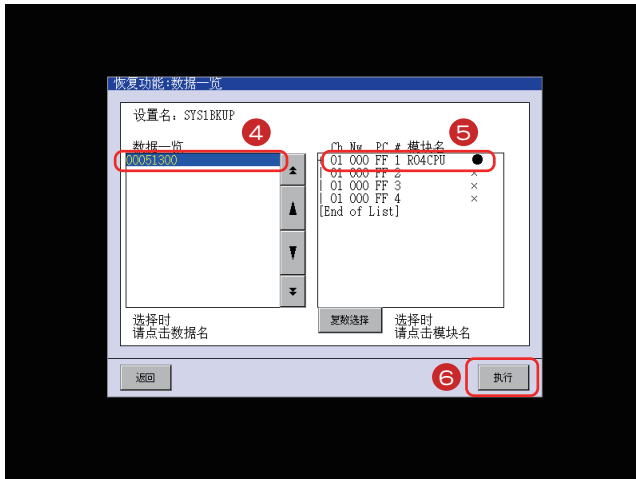 恢复功能:数据一览
设置名: SYS1BKUP
④ ⑤
数据一览 Ch Nw PC # 模块名
00051300 01 000 FF 1 R04CPU ●
| 01 000 FF 2 ×
| 01 000 FF 3 ×
| 01 000 FF 4 ×
[End of List]
选择时
请点击数据名
复数选择
选择时
请点击模块名
返回 ⑥ 执行